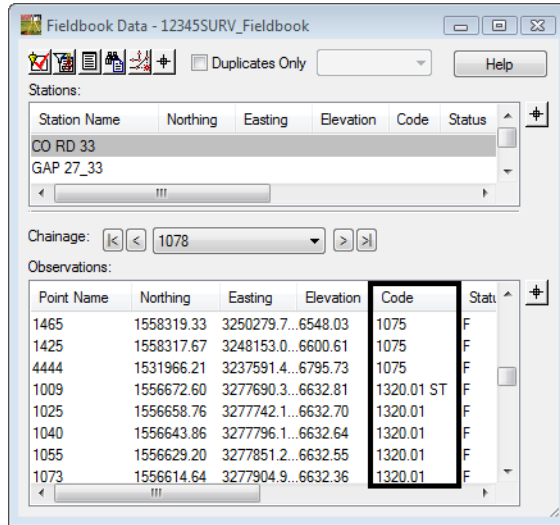 Fieldbook Data - 12345SURV_Fieldbook
Duplicates Only Help
Stations:
Station Name Northing Easting Elevation Code Status
CO RD 33
GAP 27_33
Chainage: 1078
Observations:
Point Name Northing Easting Elevation Code Statu
1465 1558319.33 3250279.7... 6548.03 1075 F
1425 1558317.67 3248153.0... 6600.61 1075 F
4444 1531966.21 3237591.4... 6795.73 1075 F
1009 1556672.60 3277690.3... 6632.81 1320.01 ST F
1025 1556658.76 3277742.1... 6632.70 1320.01 F
1040 1556643.86 3277796.1... 6632.64 1320.01 F
1055 1556629.20 3277851.2... 6632.55 1320.01 F
1073 1556614.64 3277904.9... 6632.36 1320.01 F